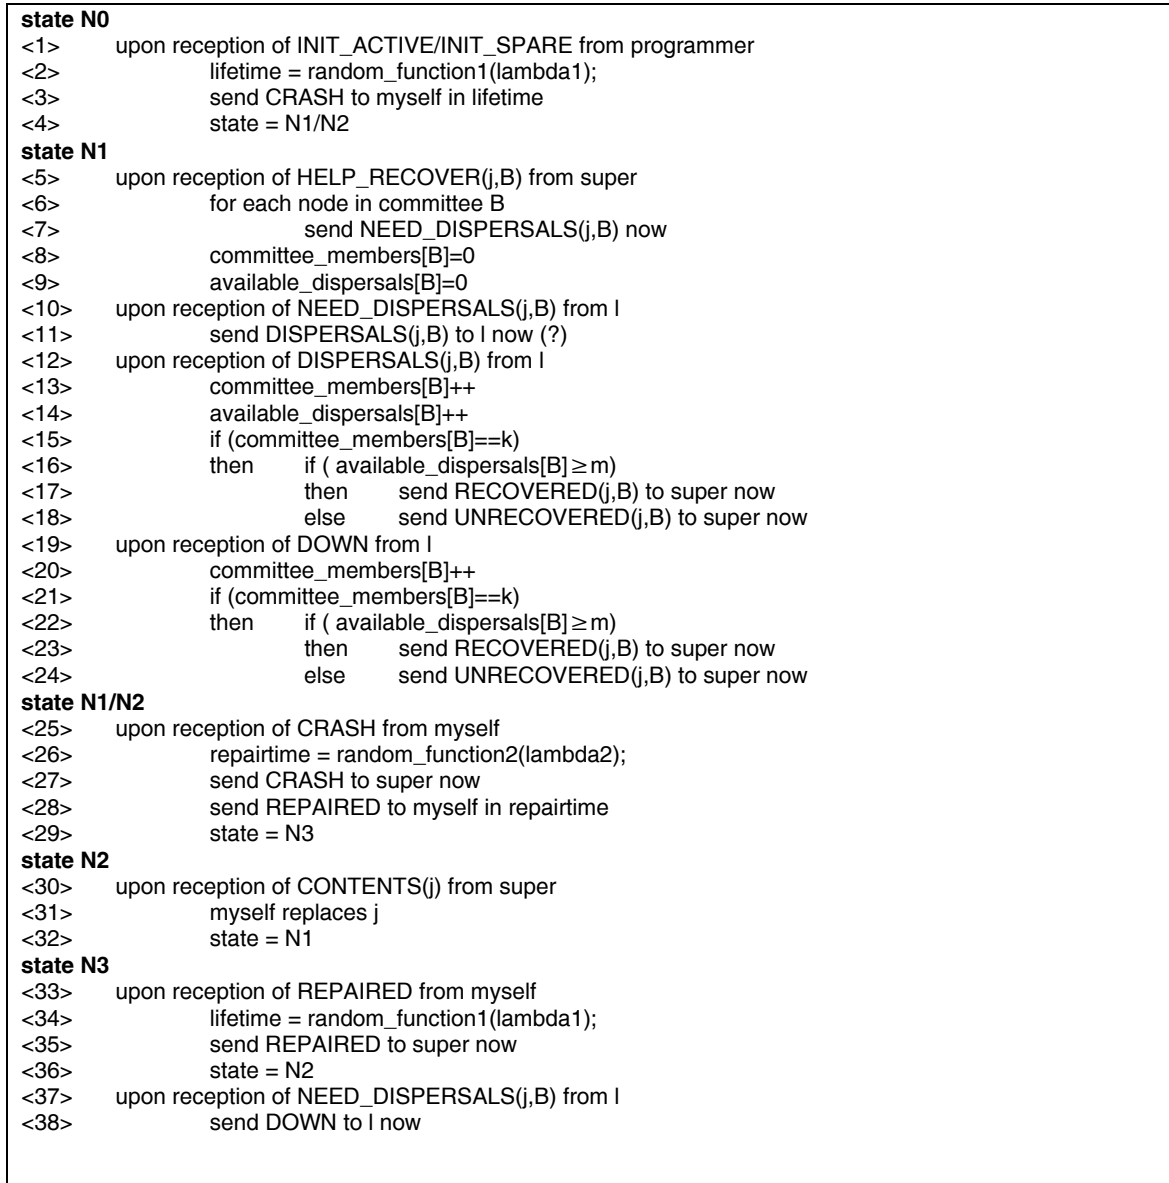 state N0
<1> upon reception of INIT_ACTIVE/INIT_SPARE from programmer
<2> lifetime = random_function1(lambda1);
<3> send CRASH to myself in lifetime
<4> state = N1/N2
state N1
<5> upon reception of HELP_RECOVER(j,B) from super
<6> for each node in committee B
<7> send NEED_DISPERSALS(j,B) now
<8> committee_members[B]=0
<9> available_dispersals[B]=0
<10> upon reception of NEED_DISPERSALS(j,B) from l
<11> send DISPERSALS(j,B) to l now (?)
<12> upon reception of DISPERSALS(j,B) from l
<13> committee_members[B]++
<14> available_dispersals[B]++
<15> if (committee_members[B]==k)
<16> then if ( available_dispersals[B]≥m)
<17> then send RECOVERED(j,B) to super now
<18> else send UNRECOVERED(j,B) to super now
<19> upon reception of DOWN from l
<20> committee_members[B]++
<21> if (committee_members[B]==k)
<22> then if ( available_dispersals[B]≥m)
<23> then send RECOVERED(j,B) to super now
<24> else send UNRECOVERED(j,B) to super now
state N1/N2
<25> upon reception of CRASH from myself
<26> repairtime = random_function2(lambda2);
<27> send CRASH to super now
<28> send REPAIRED to myself in repairtime
<29> state = N3
state N2
<30> upon reception of CONTENTS(j) from super
<31> myself replaces j
<32> state = N1
state N3
<33> upon reception of REPAIRED from myself
<34> lifetime = random_function1(lambda1);
<35> send REPAIRED to super now
<36> state = N2
<37> upon reception of NEED_DISPERSALS(j,B) from l
<38> send DOWN to l now